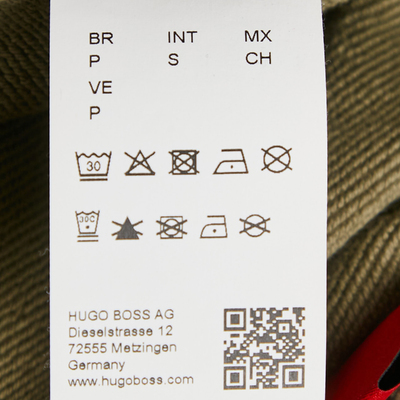 BR INT MX
P S CH
VE
P
30
30C
HUGO BOSS AG
Dieselstrasse 12
72555 Metzingen
Germany
www.hugoboss.com